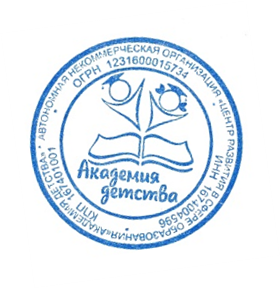 АВТОНОМНАЯ НЕКОММЕРЧЕСКАЯ ОРГАНИЗАЦИЯ «ЦЕНТР РАЗВИТИЯ В СФЕРЕ ОБРАЗОВАНИЯ «АКАДЕМИЯ ДЕТСТВА»
ОГРН 1231600015734
ИНН 1674004596
КПП 167401001
Академия
детства